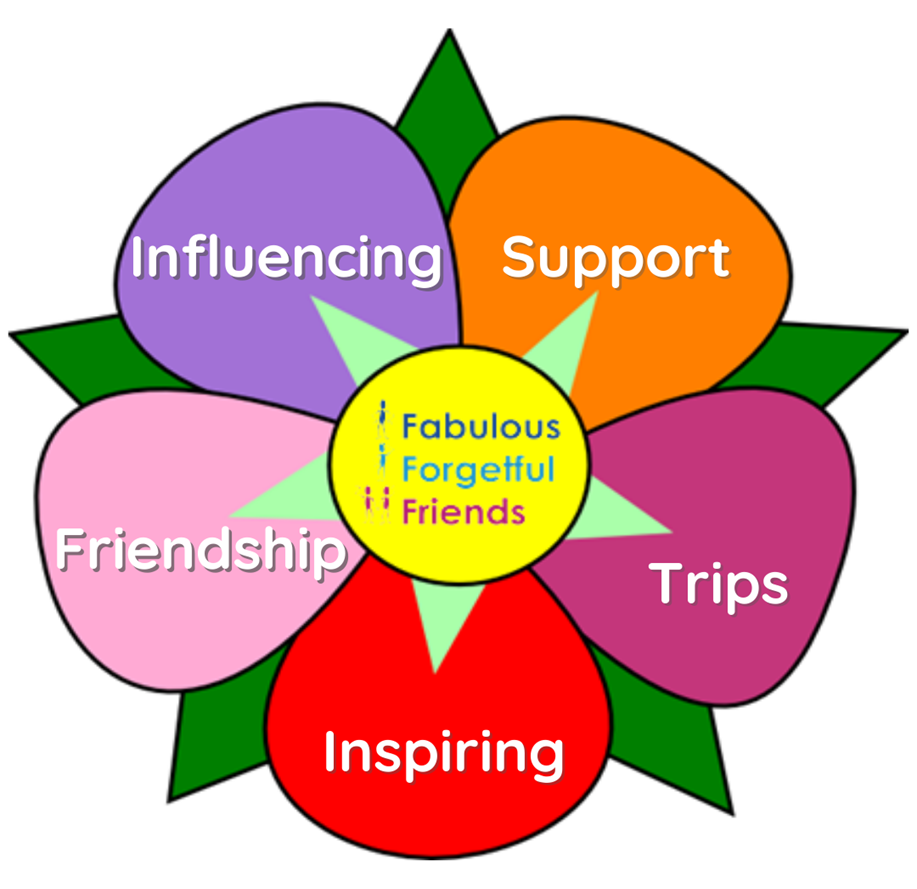 Influencing
Support
Fabulous
Forgetful
Friends
Friendship
Trips
Inspiring